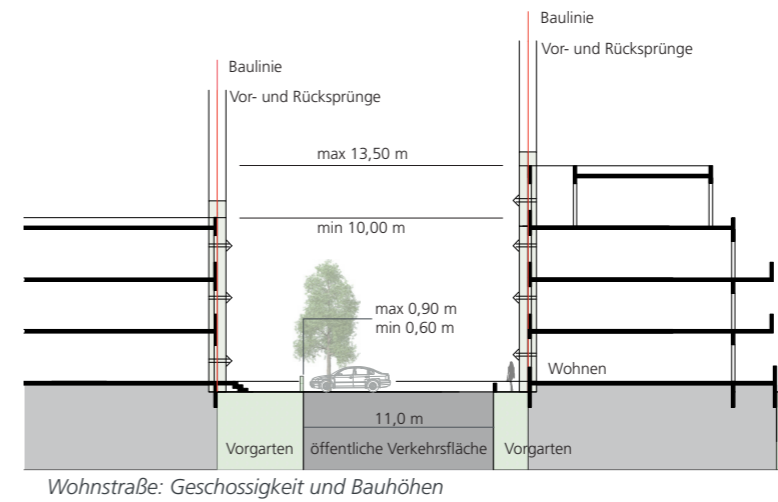 Baulinie
Vor- und Rücksprünge
Baulinie
Vor- und Rücksprünge
max 13,50 m
min 10,00 m
max 0,90 m
min 0,60 m
Wohnen
11,0 m
Vorgarten
öffentliche Verkehrsfläche
Vorgarten
Wohnstraße: Geschossigkeit und Bauhöhen